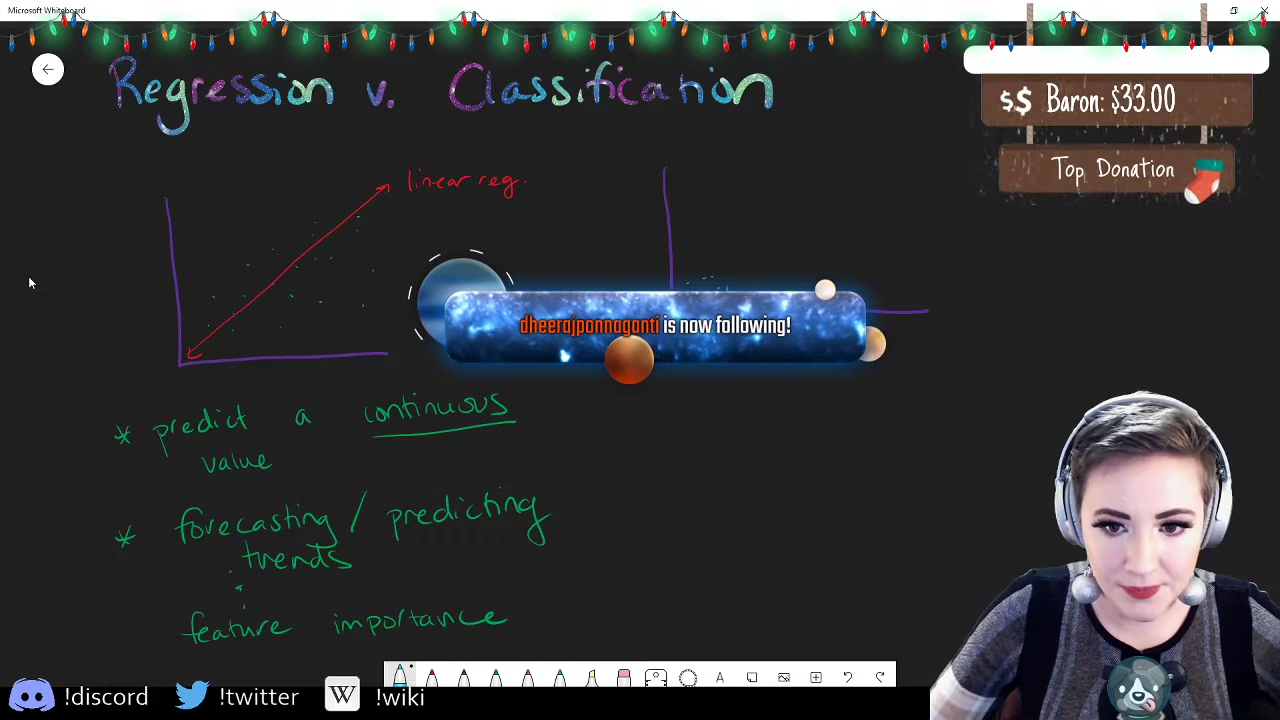 Microsoft Whiteboard
Regression v. Classification
$$ Baron: $33.00
Top Donation
linear reg.
dheerajponnaganti is now following!
* predict a continuous
value
* forecasting / predicting
trends
feature importance
A
!discord
!twitter
W !wiki